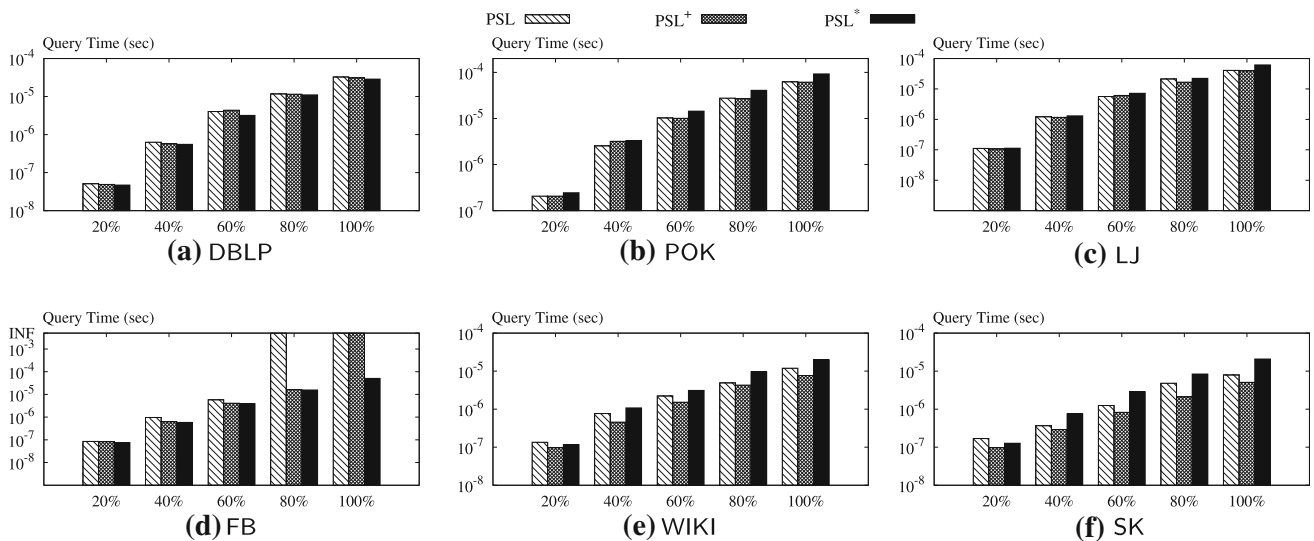 PSL PSL+ PSL*
Query Time (sec) Query Time (sec) Query Time (sec)
10-4 10-5 10-6 10-7 10-8
20% 40% 60% 80% 100%
(a) DBLP
10-4 10-5 10-6 10-7
20% 40% 60% 80% 100%
(b) POK
10-4 10-5 10-6 10-7 10-8
20% 40% 60% 80% 100%
(c) LJ
Query Time (sec) Query Time (sec) Query Time (sec)
INF 10-3 10-4 10-5 10-6 10-7 10-8
20% 40% 60% 80% 100%
(d) FB
10-4 10-5 10-6 10-7 10-8
20% 40% 60% 80% 100%
(e) WIKI
10-4 10-5 10-6 10-7 10-8
20% 40% 60% 80% 100%
(f) SK